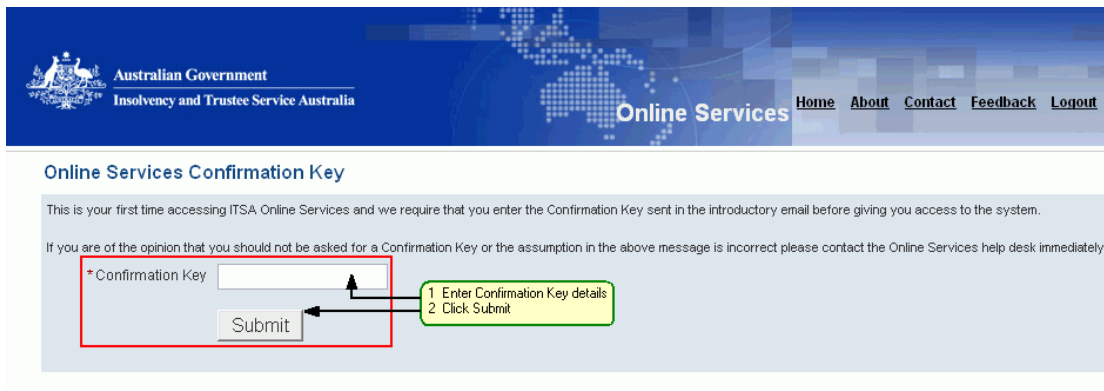 Australian Government
Insolvency and Trustee Service Australia
Online Services Home About Contact Feedback Logout
Online Services Confirmation Key
This is your first time accessing ITSA Online Services and we require that you enter the Confirmation Key sent in the introductory email before giving you access to the system.
If you are of the opinion that you should not be asked for a Confirmation Key or the assumption in the above message is incorrect please contact the Online Services help desk immediately
* Confirmation Key
1 Enter Confirmation Key details
2 Click Submit
Submit